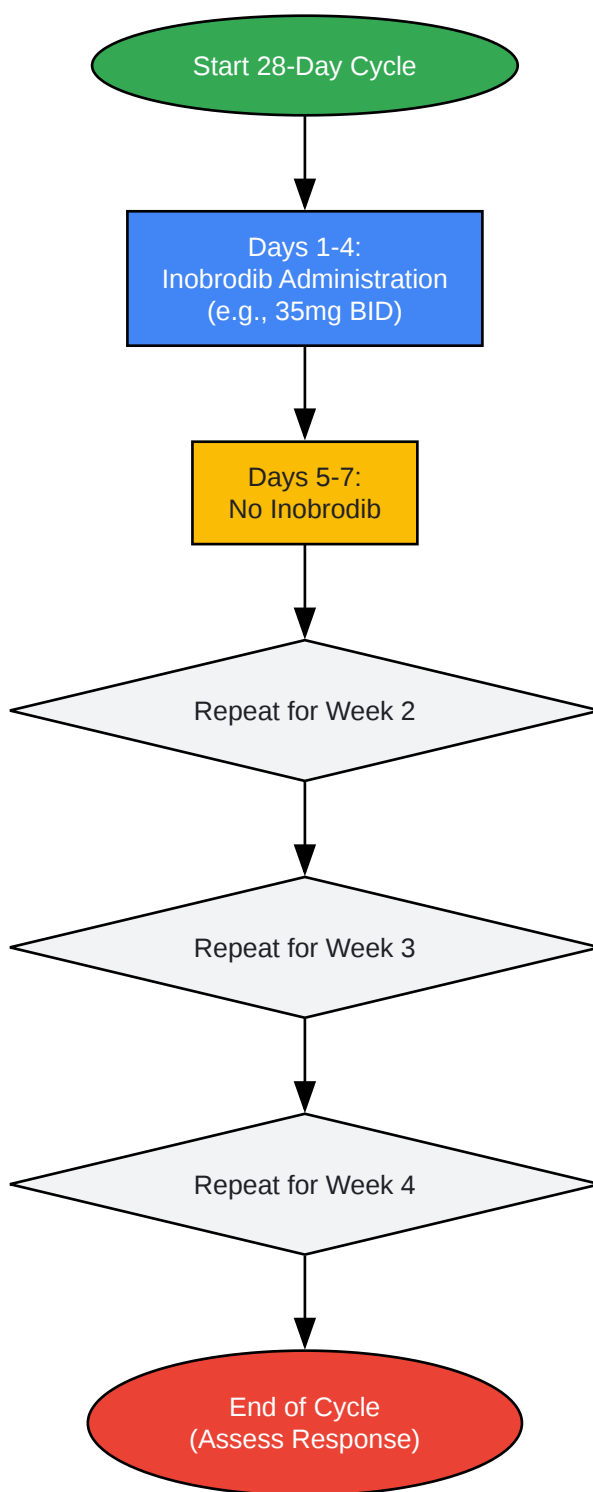 Start 28-Day Cycle
Days 1-4:
Inobrodib Administration
(e.g., 35mg BID)
Days 5-7:
No Inobrodib
Repeat for Week 2
Repeat for Week 3
Repeat for Week 4
End of Cycle
(Assess Response)